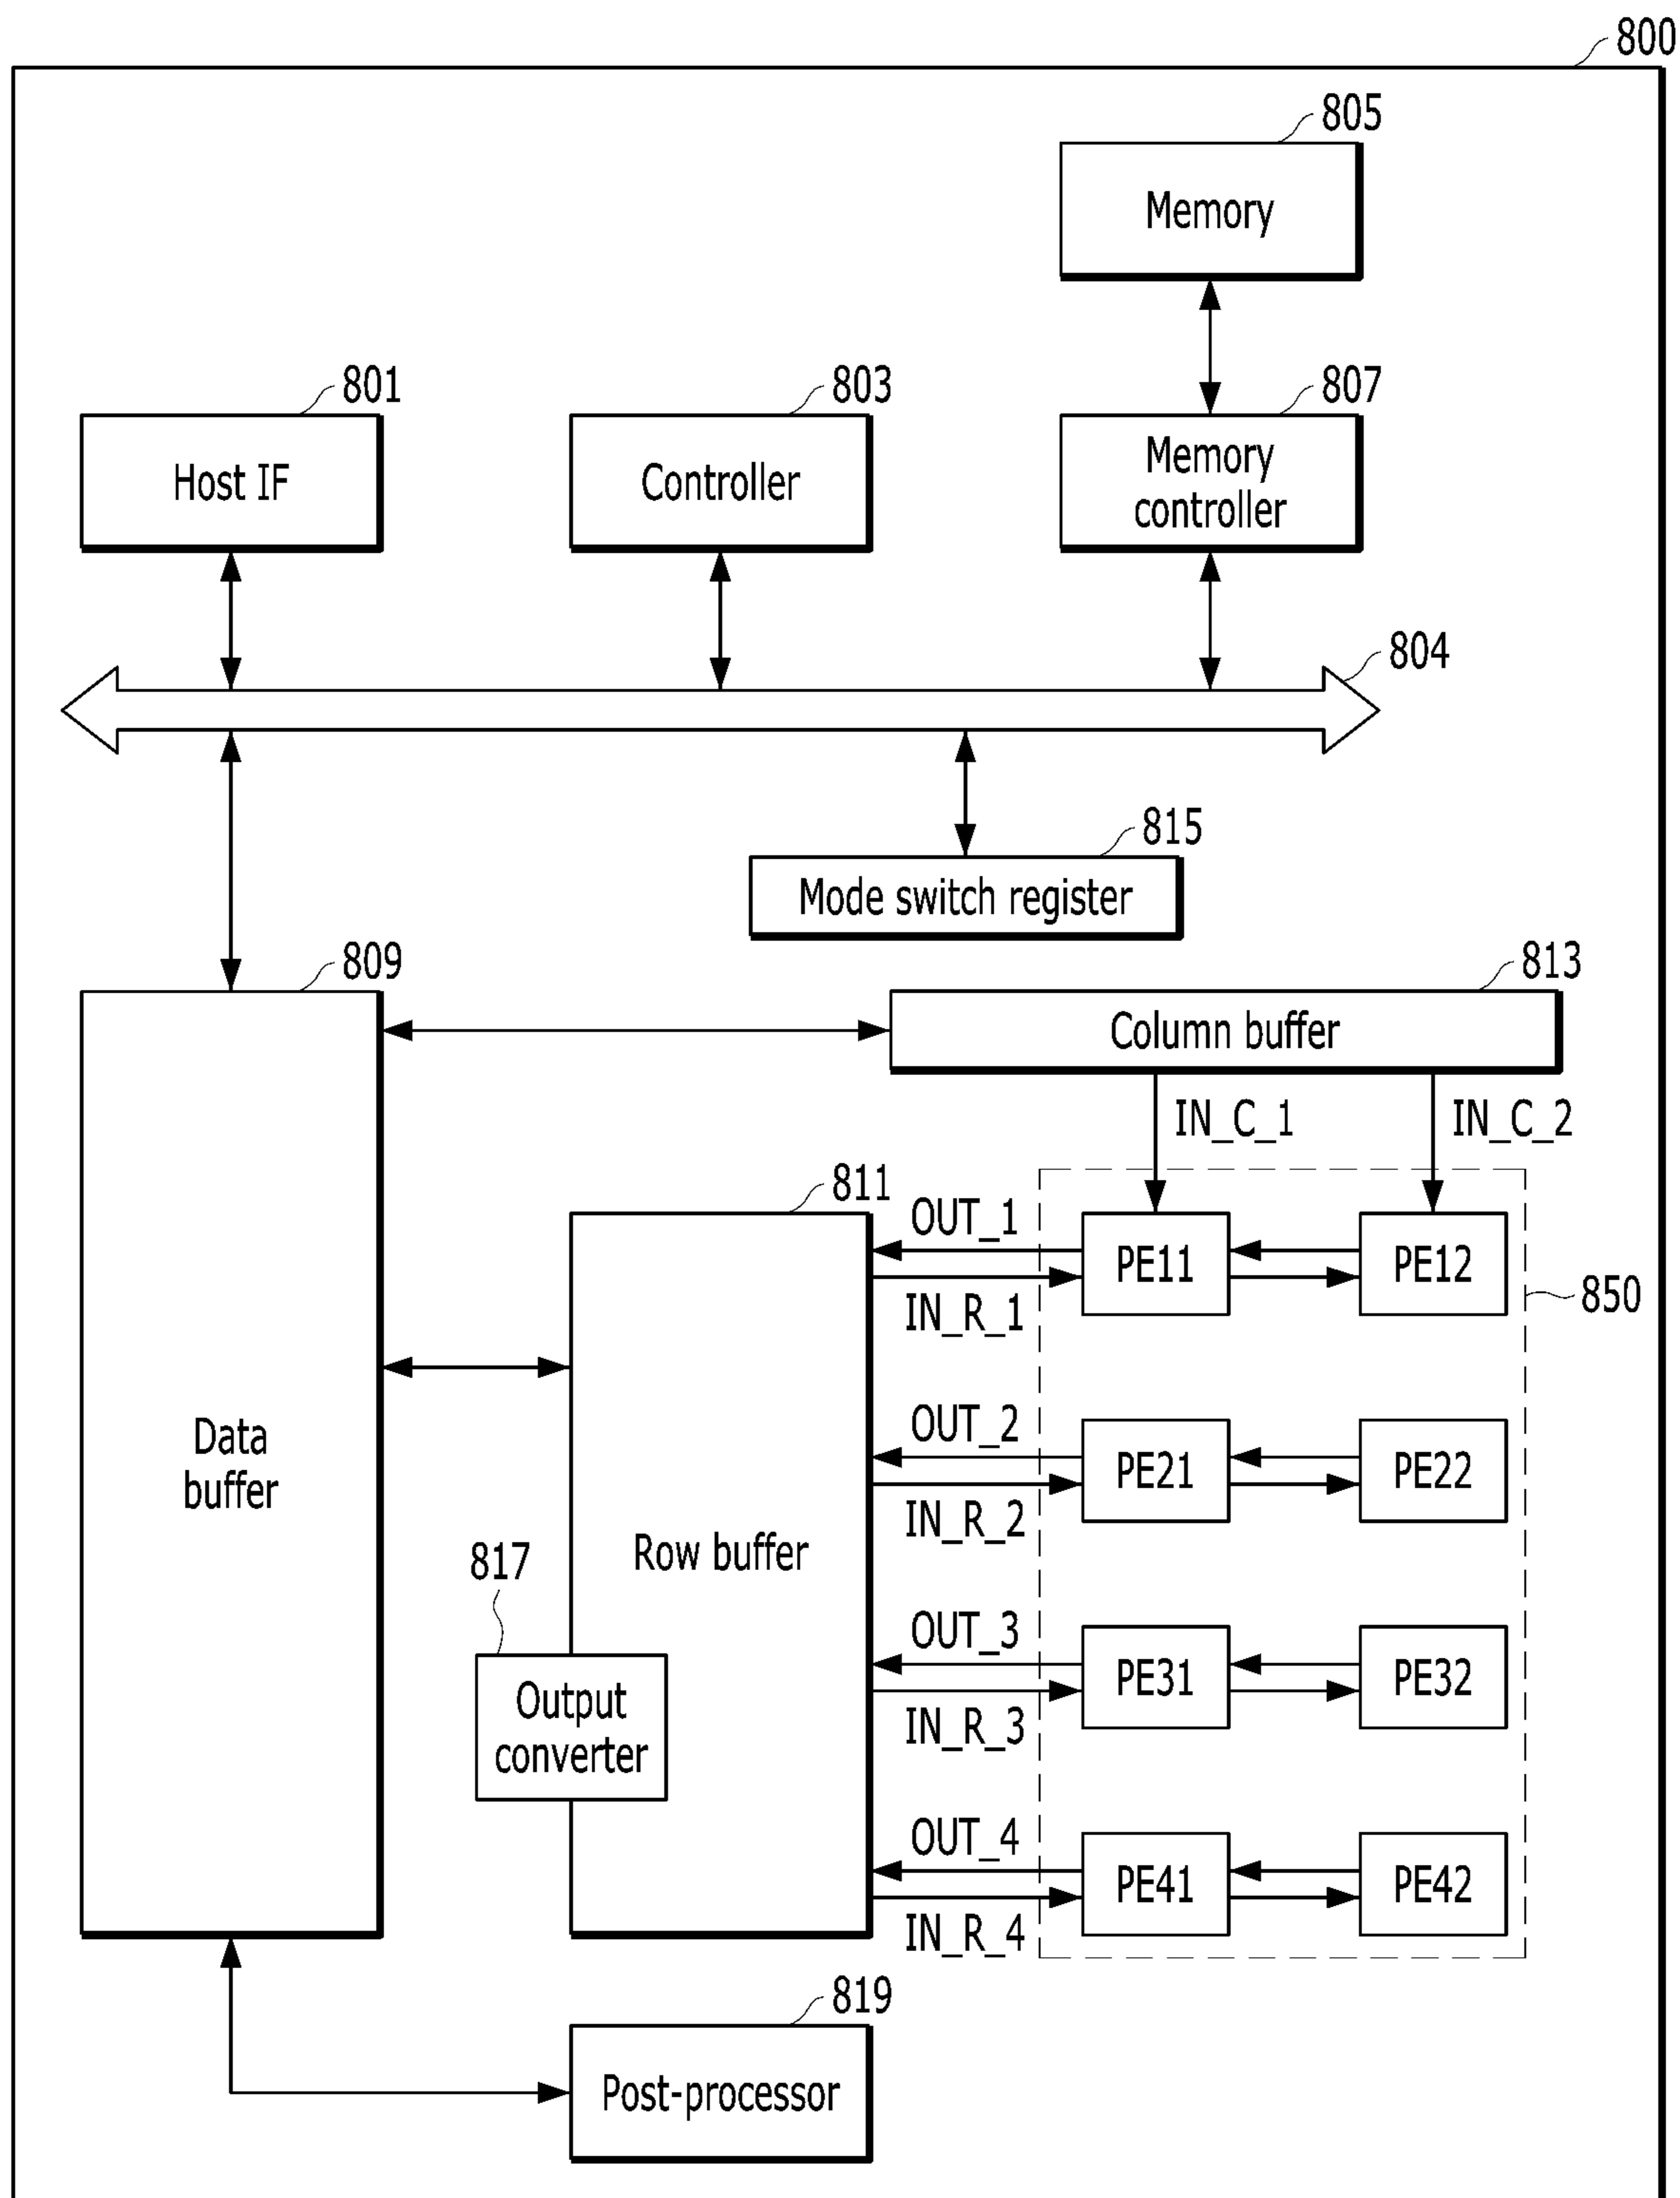 800
805
Memory
801
803
807
Host IF
Controller
Memory
controller
804
815
Mode switch register
809
813
Column buffer
IN_C_1
IN_C_2
811
OUT_1
PE11
PE12
IN_R_1
850
Data
buffer
OUT_2
PE21
PE22
IN_R_2
817
Row buffer
OUT_3
PE31
PE32
IN_R_3
Output
converter
OUT_4
PE41
PE42
IN_R_4
819
Post-processor